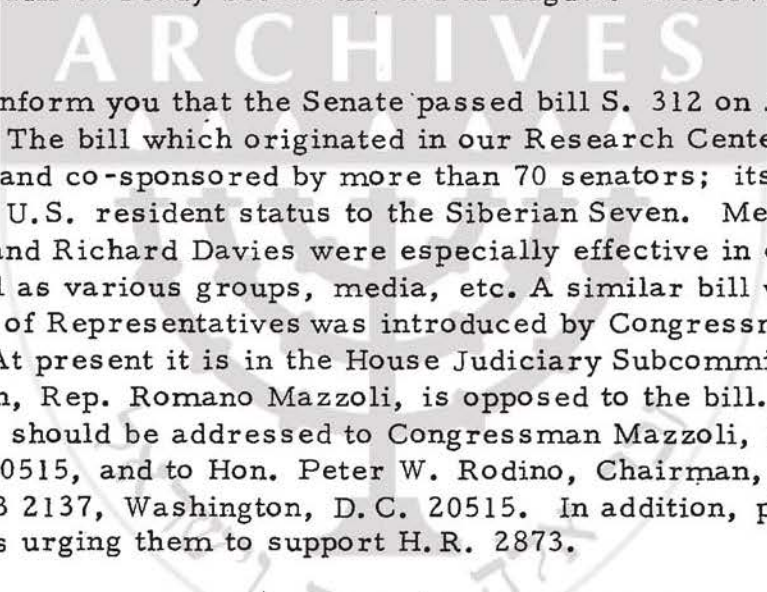 ARCHIVES
nform you that the Senate passed bill S. 312 on
The bill which originated in our Research Cente
and co-sponsored by more than 70 senators; its
U.S. resident status to the Siberian Seven. Me
and Richard Davies were especially effective in
l as various groups, media, etc. A similar bill
of Representatives was introduced by Congressm
At present it is in the House Judiciary Subcommi
n, Rep. Romano Mazzoli, is opposed to the bill.
should be addressed to Congressman Mazzoli,
0515, and to Hon. Peter W. Rodino, Chairman,
B 2137, Washington, D.C. 20515. In addition, p
s urging them to support H.R. 2873.